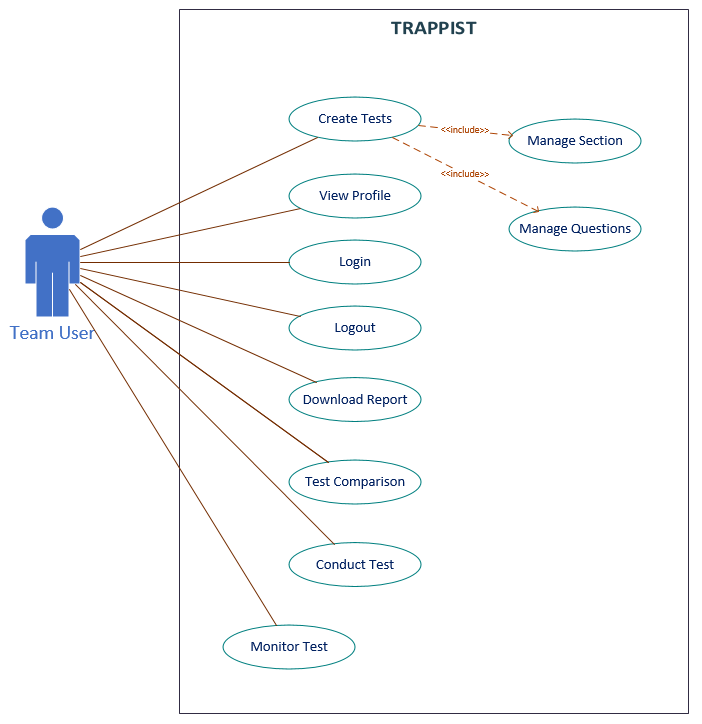 TRAPPIST
Create Tests
<<include>>
Manage Section
<<include>>
View Profile
Manage Questions
Login
Team User
Logout
Download Report
Test Comparison
Conduct Test
Monitor Test